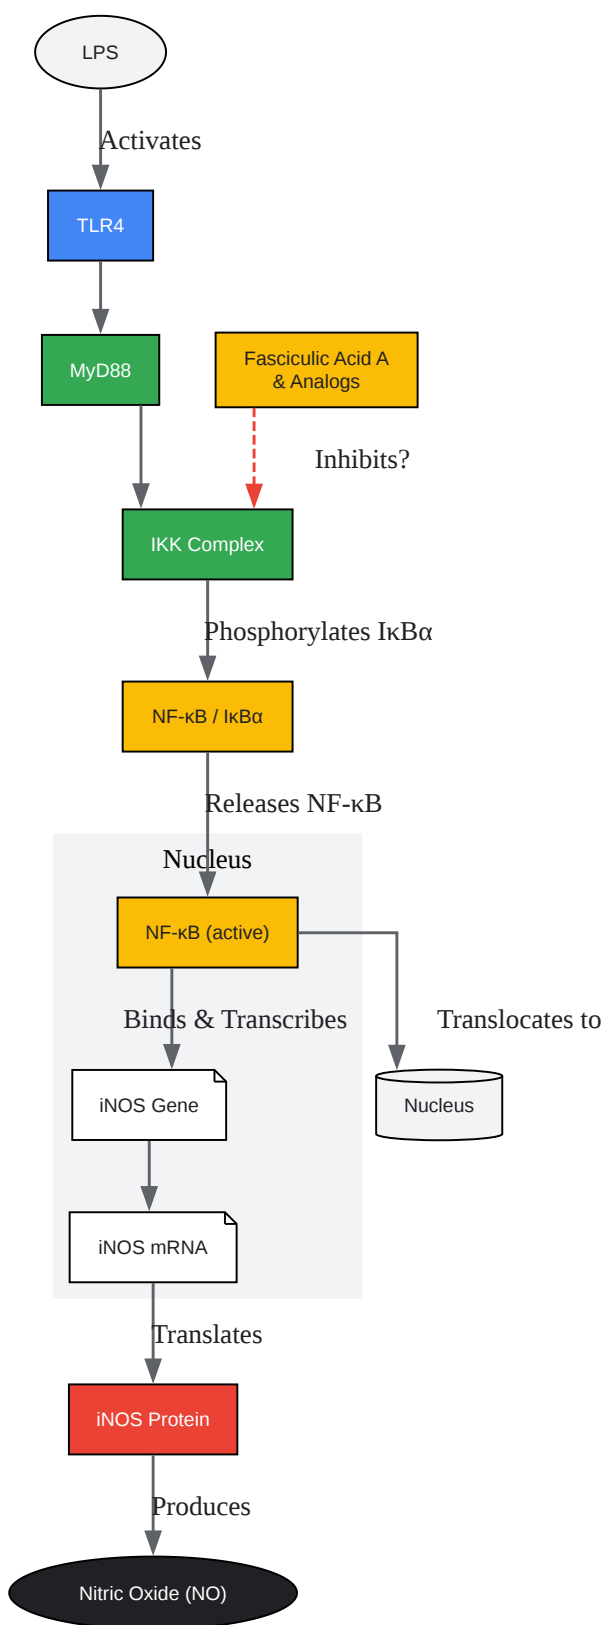 LPS
Activates
TLR4
MyD88
Fasciculic Acid A
& Analogs
Inhibits?
IKK Complex
Phosphorylates IκBα
NF-κB / IκBα
Releases NF-κB
Nucleus
NF-κB (active)
Binds & Transcribes
Translocates to
iNOS Gene
Nucleus
iNOS mRNA
Translates
iNOS Protein
Produces
Nitric Oxide (NO)